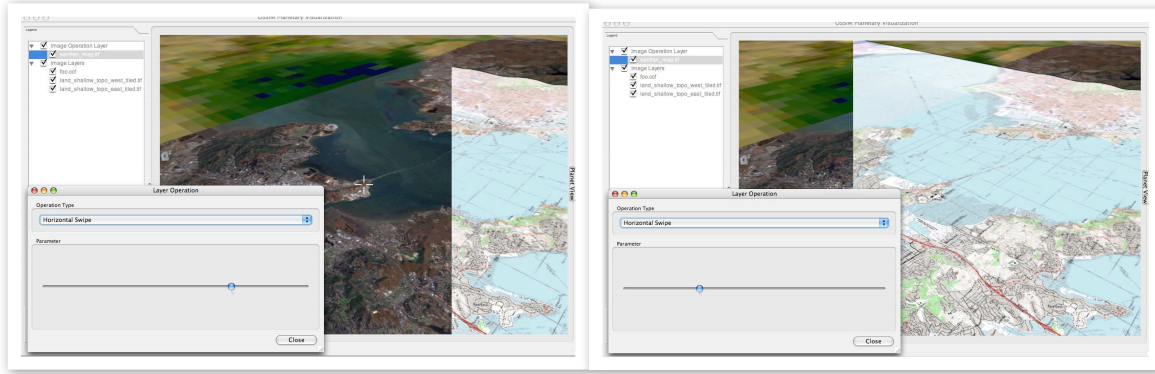 OSSIM Planetary Visualization
Layers
Image Operation Layer
Image Layers
foo.ccf
land_shallow_topo_west_tiled.tif
land_shallow_topo_east_tiled.tif
Planet View
Layer Operation
Operation Type
Horizontal Swipe
Parameter
Close
OSSIM Planetary Visualization
Layers
Image Operation Layer
Image Layers
foo.ccf
land_shallow_topo_west_tiled.tif
land_shallow_topo_east_tiled.tif
Planet View
Layer Operation
Operation Type
Horizontal Swipe
Parameter
Close